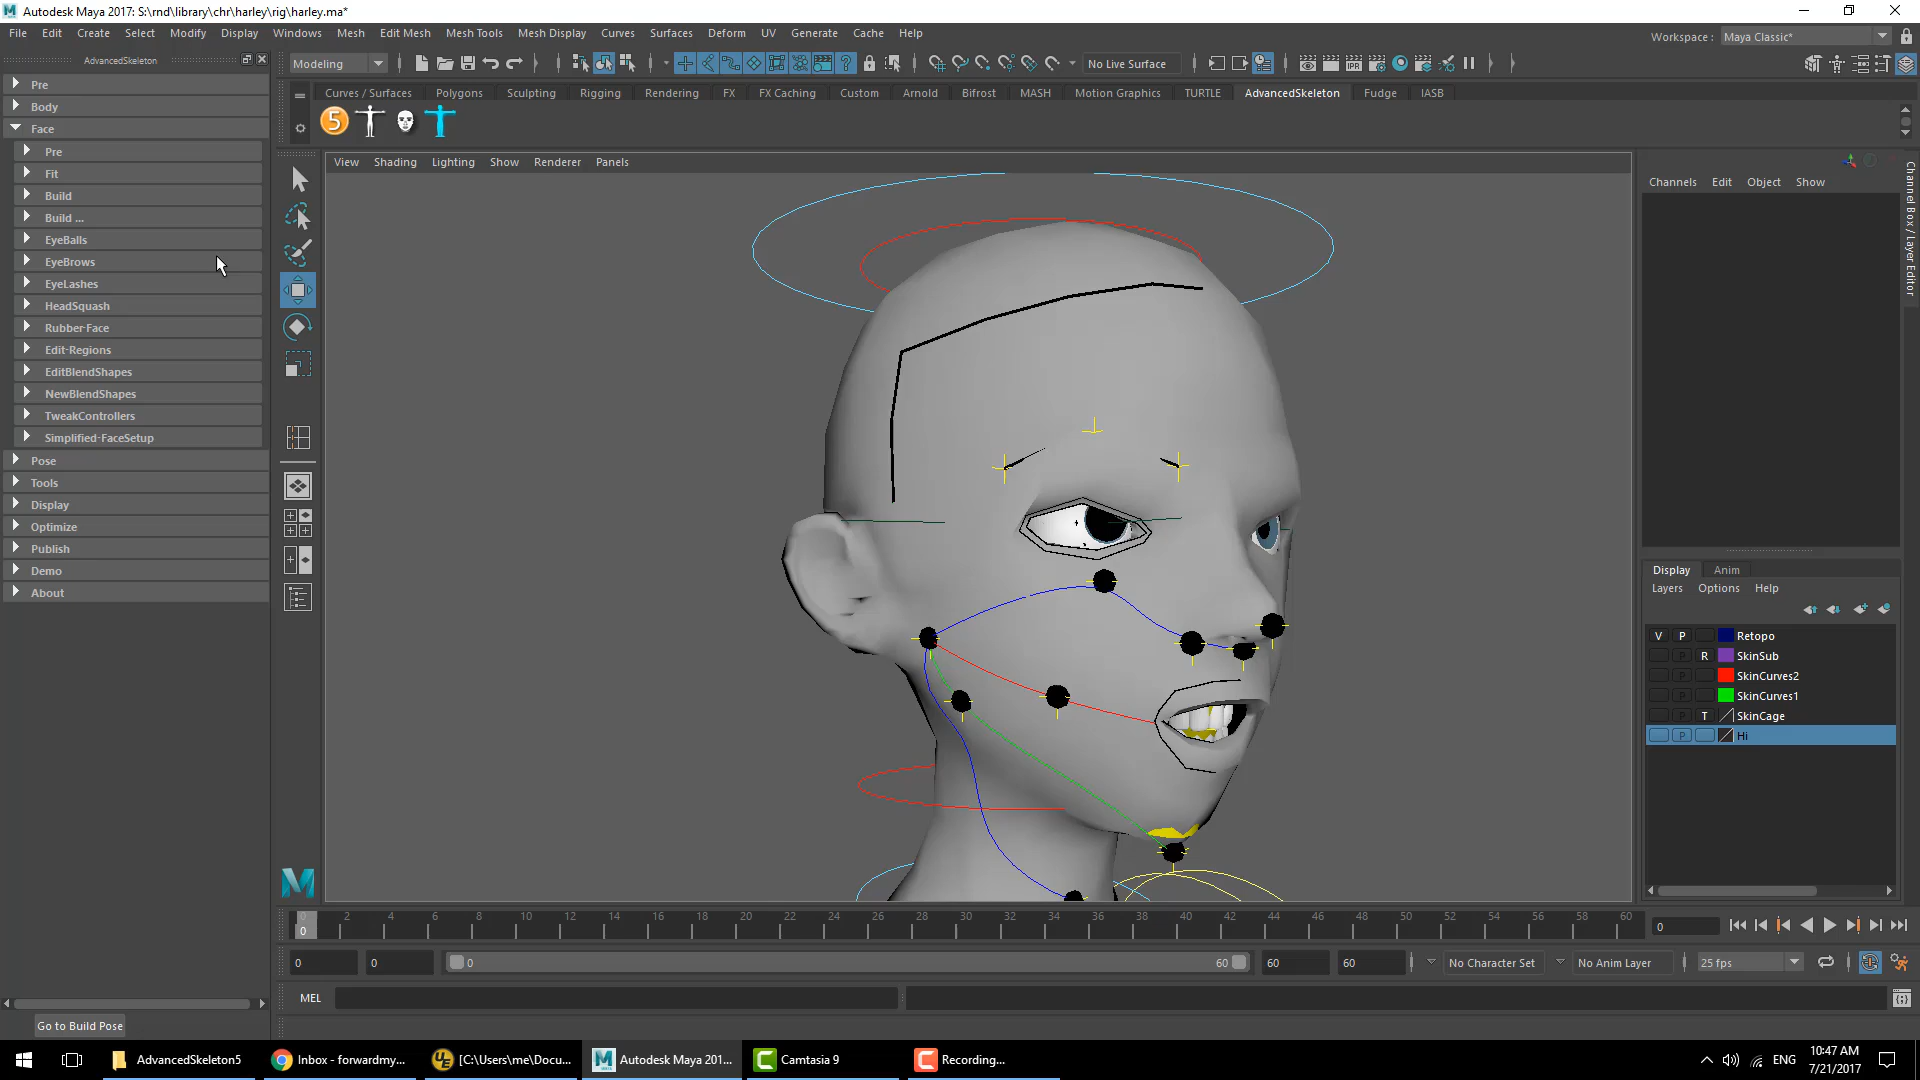 Autodesk Maya 2017: S:\rnd\library\chr\harley\rig\harley.ma*
File Edit Create Select Modify Display Windows Mesh Edit Mesh Mesh Tools Mesh Display Curves Surfaces Deform UV Generate Cache Help
Workspace : Maya Classic*
AdvancedSkeleton
Modeling
No Live Surface
Curves / Surfaces Polygons Sculpting Rigging Rendering FX FX Caching Custom Arnold Bifrost MASH Motion Graphics TURTLE AdvancedSkeleton Fudge IASB
5
View Shading Lighting Show Renderer Panels
Pre
Body
Face
Pre
Fit
Build
Build ...
EyeBalls
EyeBrows
EyeLashes
HeadSquash
Rubber-Face
Edit-Regions
EditBlendShapes
NewBlendShapes
TweakControllers
Simplified-FaceSetup
Pose
Tools
Display
Optimize
Publish
Demo
About
Go to Build Pose
Channels Edit Object Show
Channel Box / Layer Editor
Display Anim
Layers Options Help
V P Retopo
P R SkinSub
P SkinCurves2
P SkinCurves1
P T SkinCage
P Hi
0 2 4 6 8 10 12 14 16 18 20 22 24 26 28 30 32 34 36 38 40 42 44 46 48 50 52 54 56 58 60
0
0
0 0 0 60 60 60 No Character Set No Anim Layer 25 fps
MEL
AdvancedSkeleton5
Inbox - forwardmy...
[C:\Users\me\Docu...
Autodesk Maya 201...
Camtasia 9
Recording...
ENG
10:47 AM
7/21/2017